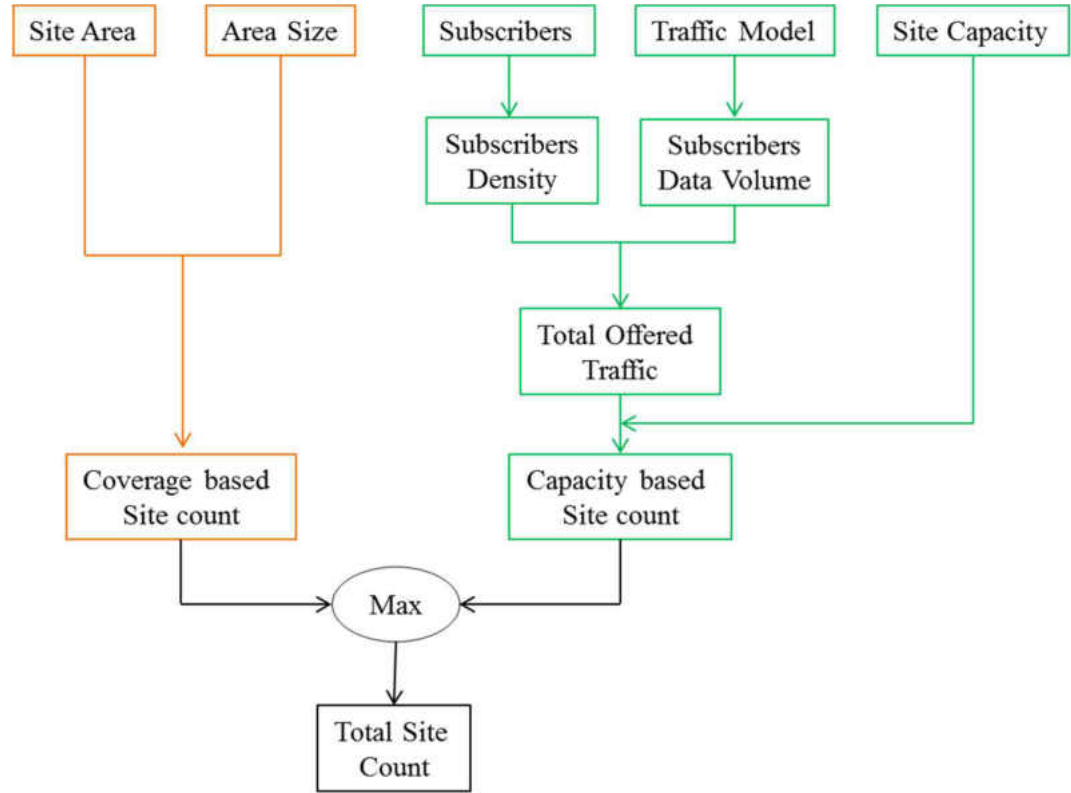 Site Area
Area Size
Subscribers
Traffic Model
Site Capacity
Subscribers
Density
Subscribers
Data Volume
Total Offered
Traffic
Coverage based
Site count
Capacity based
Site count
Max
Total Site
Count